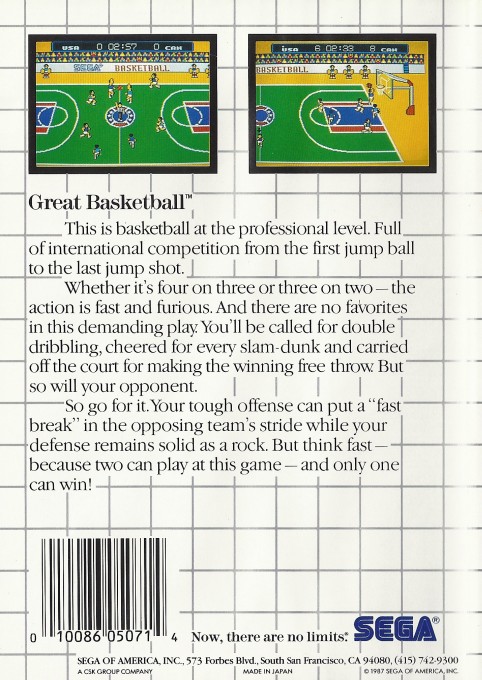 USA 0 02:57 0 CAN
SEGA® BASKETBALL
USA 6 02:33 8 CAN
BASKETBALL
Great Basketball™
This is basketball at the professional level. Full
of international competition from the first jump ball
to the last jump shot.
Whether it's four on three or three on two—the
action is fast and furious. And there are no favorites
in this demanding play. You'll be called for double
dribbling, cheered for every slam-dunk and carried
off the court for making the winning free throw. But
so will your opponent.
So go for it. Your tough offense can put a “fast
break” in the opposing team's stride while your
defense remains solid as a rock. But think fast—
because two can play at this game—and only one
can win!
0 10086 05071 4
Now, there are no limits.® SEGA®
SEGA OF AMERICA, INC., 573 Forbes Blvd., South San Francisco, CA 94080, (415) 742-9300
A CSK GROUP COMPANY MADE IN JAPAN © 1987 SEGA OF AMERICA, INC.